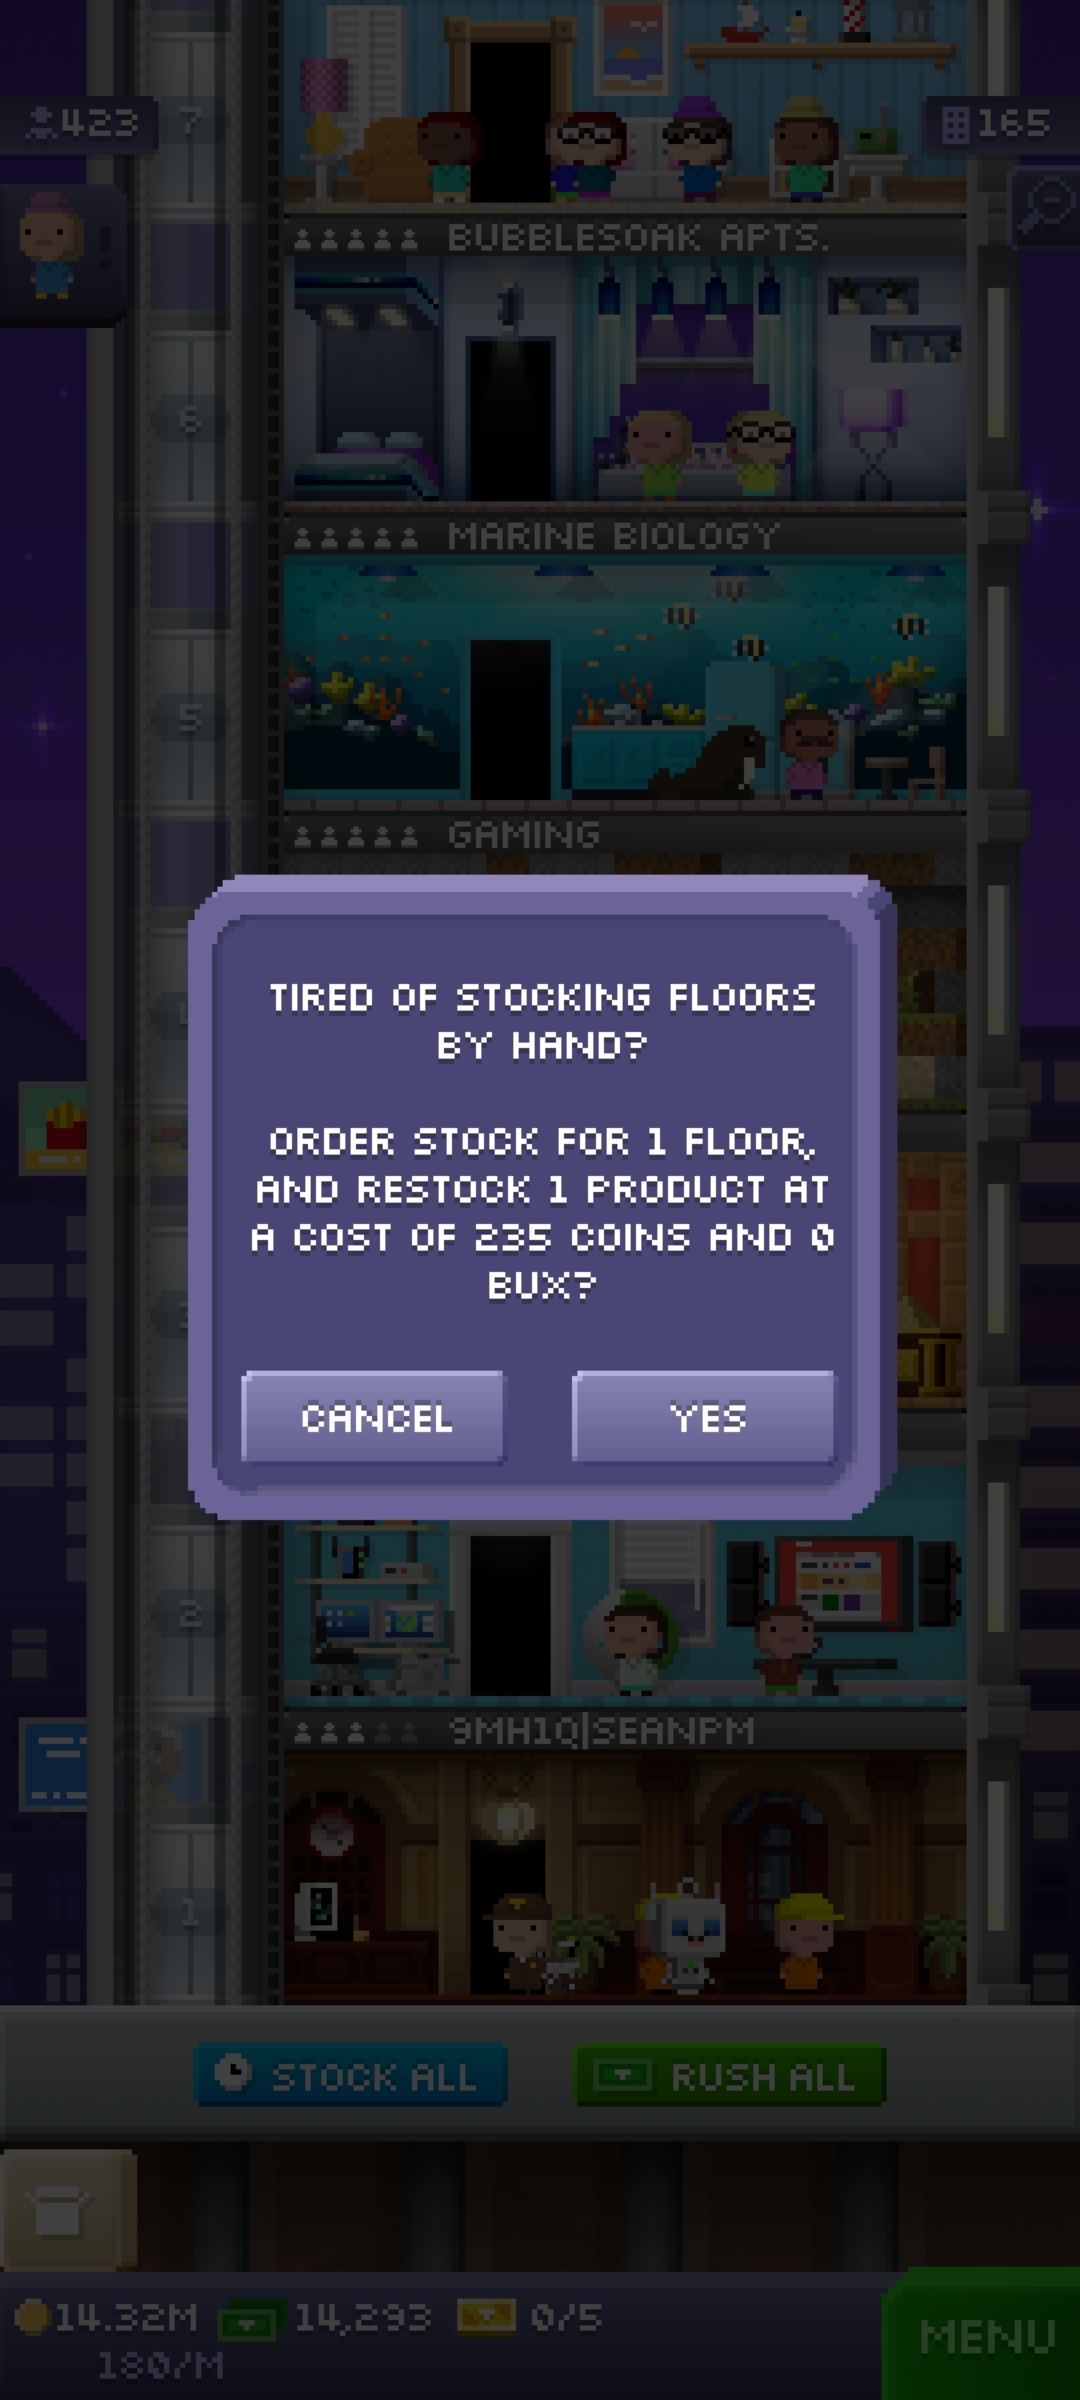 423
7
165
BUBBLESOAK APTS.
6
MARINE BIOLOGY
5
GAMING
TIRED OF STOCKING FLOORS
BY HAND?
ORDER STOCK FOR 1 FLOOR,
AND RESTOCK 1 PRODUCT AT
A COST OF 235 COINS AND 0
BUX?
CANCEL
YES
2
9MH1Q|SEANPM
1
STOCK ALL
RUSH ALL
14.32M
14,293
0/5
180/M
MENU